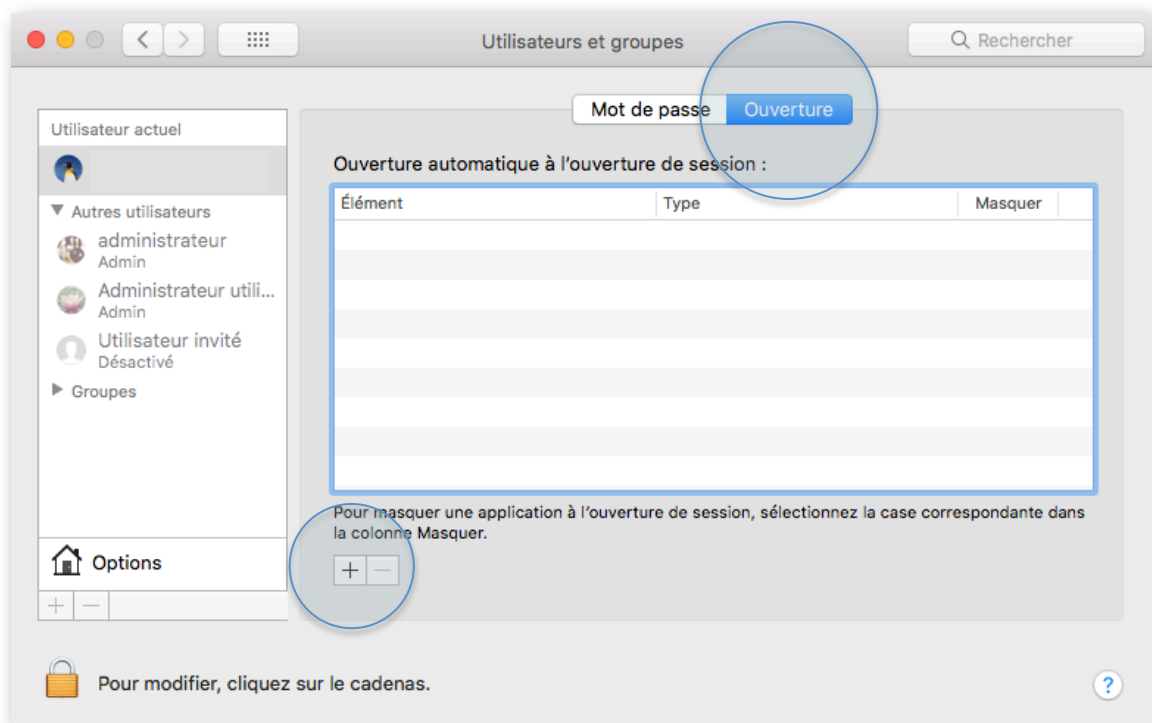 Utilisateurs et groupes
Rechercher
Utilisateur actuel
Autres utilisateurs
administrateur
Admin
Administrateur utili...
Admin
Utilisateur invité
Désactivé
Groupes
Options
Mot de passe Ouverture
Ouverture automatique à l'ouverture de session :
Élément Type Masquer
Pour masquer une application à l'ouverture de session, sélectionnez la case correspondante dans
la colonne Masquer.
Pour modifier, cliquez sur le cadenas.
?